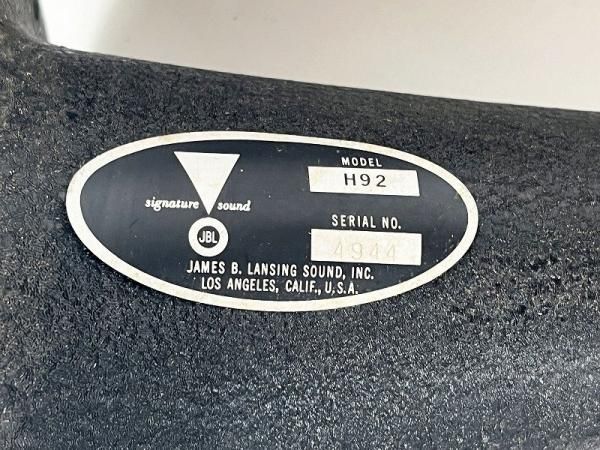 signature sound
JBL
JAMES B. LANSING SOUND, INC.
LOS ANGELES, CALIF., U.S.A.
MODEL
H92
SERIAL NO.
4944